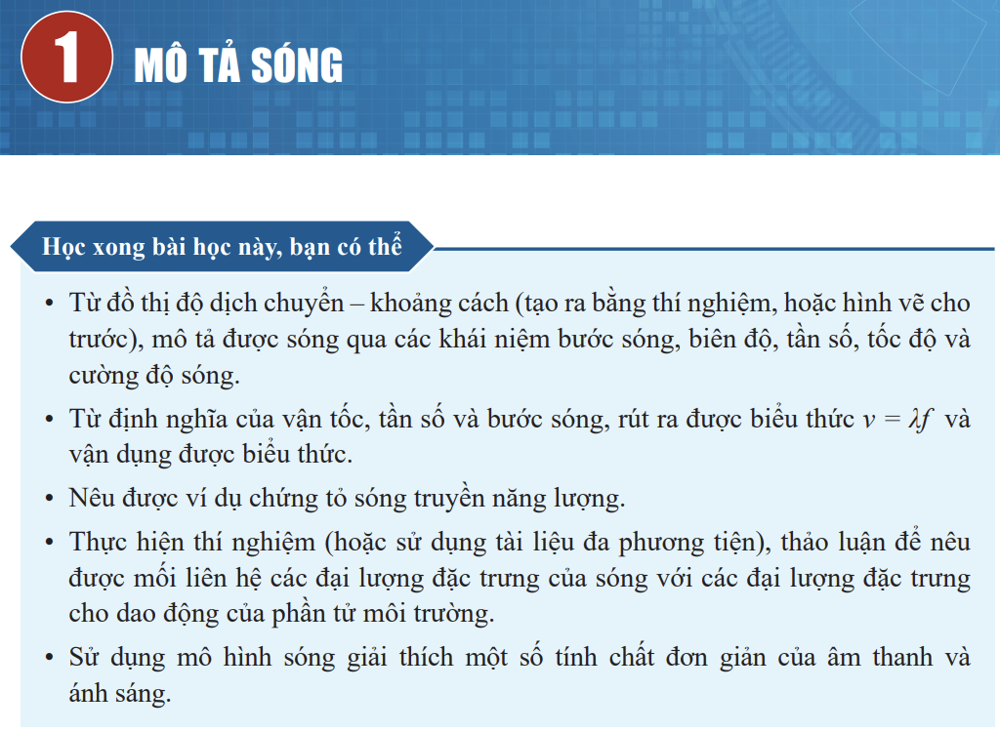 1
MÔ TẢ SÓNG
Học xong bài học này, bạn có thể
• Từ đồ thị độ dịch chuyển – khoảng cách (tạo ra bằng thí nghiệm, hoặc hình vẽ cho
trước), mô tả được sóng qua các khái niệm bước sóng, biên độ, tần số, tốc độ và
cường độ sóng.
• Từ định nghĩa của vận tốc, tần số và bước sóng, rút ra được biểu thức v = λf và
vận dụng được biểu thức.
• Nêu được ví dụ chứng tỏ sóng truyền năng lượng.
• Thực hiện thí nghiệm (hoặc sử dụng tài liệu đa phương tiện), thảo luận để nêu
được mối liên hệ các đại lượng đặc trưng của sóng với các đại lượng đặc trưng
cho dao động của phần tử môi trường.
• Sử dụng mô hình sóng giải thích một số tính chất đơn giản của âm thanh và
ánh sáng.